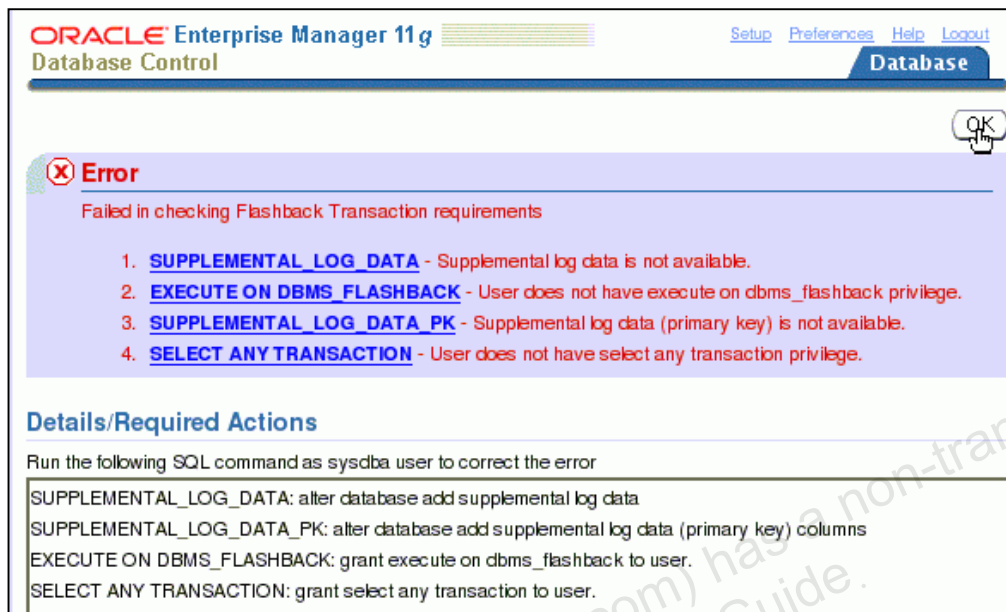 ORACLE Enterprise Manager 11g
Database Control
Setup Preferences Help Logout
Database
OK
Error
Failed in checking Flashback Transaction requirements
1. SUPPLEMENTAL_LOG_DATA - Supplemental log data is not available.
2. EXECUTE ON DBMS_FLASHBACK - User does not have execute on dbms_flashback privilege.
3. SUPPLEMENTAL_LOG_DATA_PK - Supplemental log data (primary key) is not available.
4. SELECT ANY TRANSACTION - User does not have select any transaction privilege.
Details/Required Actions
Run the following SQL command as sysdba user to correct the error
SUPPLEMENTAL_LOG_DATA: alter database add supplemental log data
SUPPLEMENTAL_LOG_DATA_PK: alter database add supplemental log data (primary key) columns
EXECUTE ON DBMS_FLASHBACK: grant execute on dbms_flashback to user.
SELECT ANY TRANSACTION: grant select any transaction to user.
has a non-
Guide.